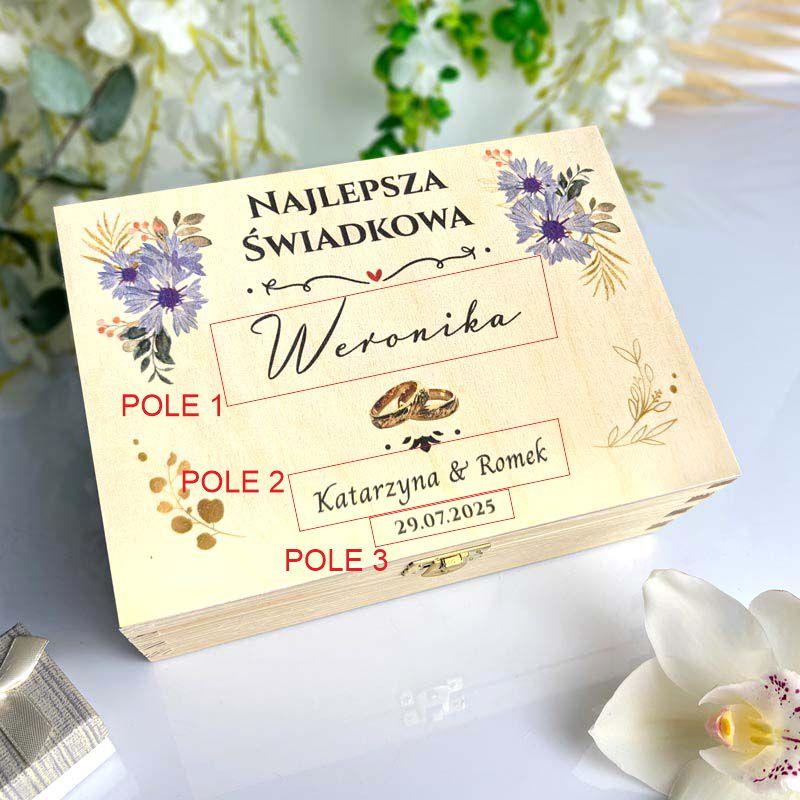 NAJLEPSZA
ŚWIADKOWA
Weronika
POLE 1
POLE 2
Katarzyna & Romek
29.07.2025
POLE 3